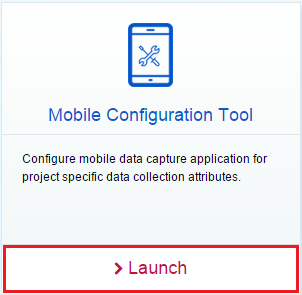 Mobile Configuration Tool
Configure mobile data capture application for
project specific data collection attributes.
Launch